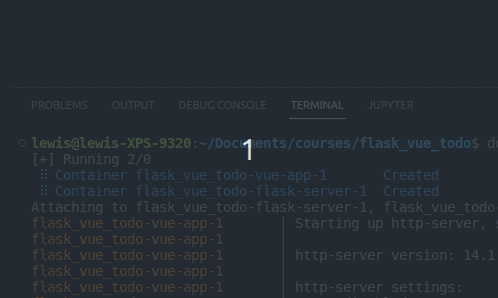 PROBLEMS OUTPUT DEBUG CONSOLE TERMINAL JUPYTER
1
lewis@lewis-XPS-9320:~/Documents/courses/flask_vue_todo$
[+] Running 2/0
⠿ Container flask_vue_todo-vue-app-1 Created
⠿ Container flask_vue_todo-flask-server-1 Created
Attaching to flask_vue_todo-flask-server-1, flask_vue_todo
flask_vue_todo-vue-app-1 | Starting up http-server,
flask_vue_todo-vue-app-1 |
flask_vue_todo-vue-app-1 | http-server version: 14.1
flask_vue_todo-vue-app-1 |
flask_vue_todo-vue-app-1 | http-server settings: